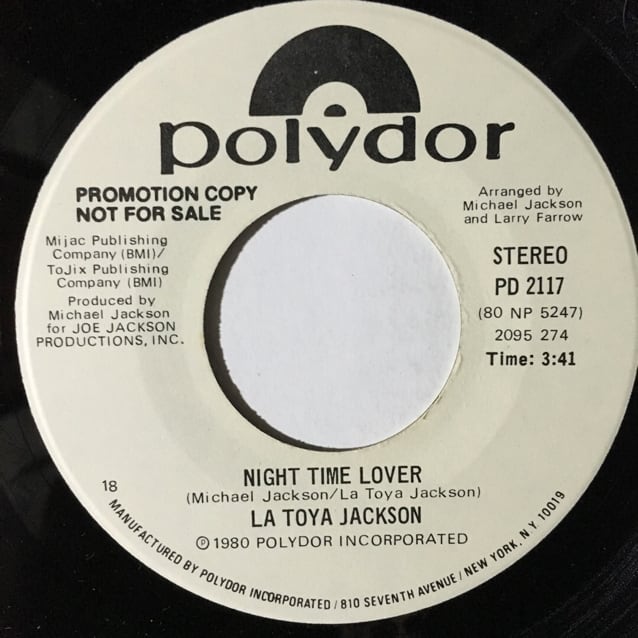 polydor
PROMOTION COPY
NOT FOR SALE
Mijac Publishing
Company (BMI)/
ToJix Publishing
Company (BMI)
Produced by
Michael Jackson
for JOE JACKSON
PRODUCTIONS, INC.
Arranged by
Michael Jackson
and Larry Farrow
STEREO
PD 2117
(80 NP 5247)
2095 274
Time: 3:41
NIGHT TIME LOVER
(Michael Jackson/La Toya Jackson)
LA TOYA JACKSON
℗ 1980 POLYDOR INCORPORATED
18
MANUFACTURED BY POLYDOR INCORPORATED / 810 SEVENTH AVENUE / NEW YORK, N.Y. 10019